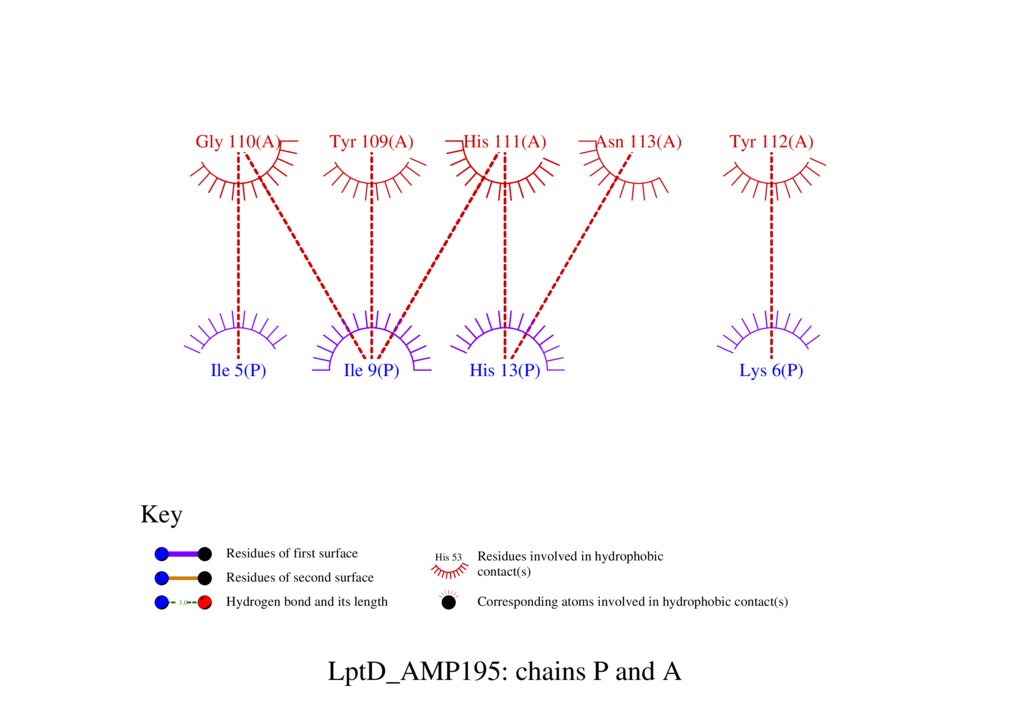 Gly 110(A) Tyr 109(A) His 111(A) Asn 113(A) Tyr 112(A)
Ile 5(P) Ile 9(P) His 13(P) Lys 6(P)
Key
Residues of first surface
Residues of second surface
3.0
Hydrogen bond and its length
His 53
Residues involved in hydrophobic
contact(s)
Corresponding atoms involved in hydrophobic contact(s)
LptD_AMP195: chains P and A